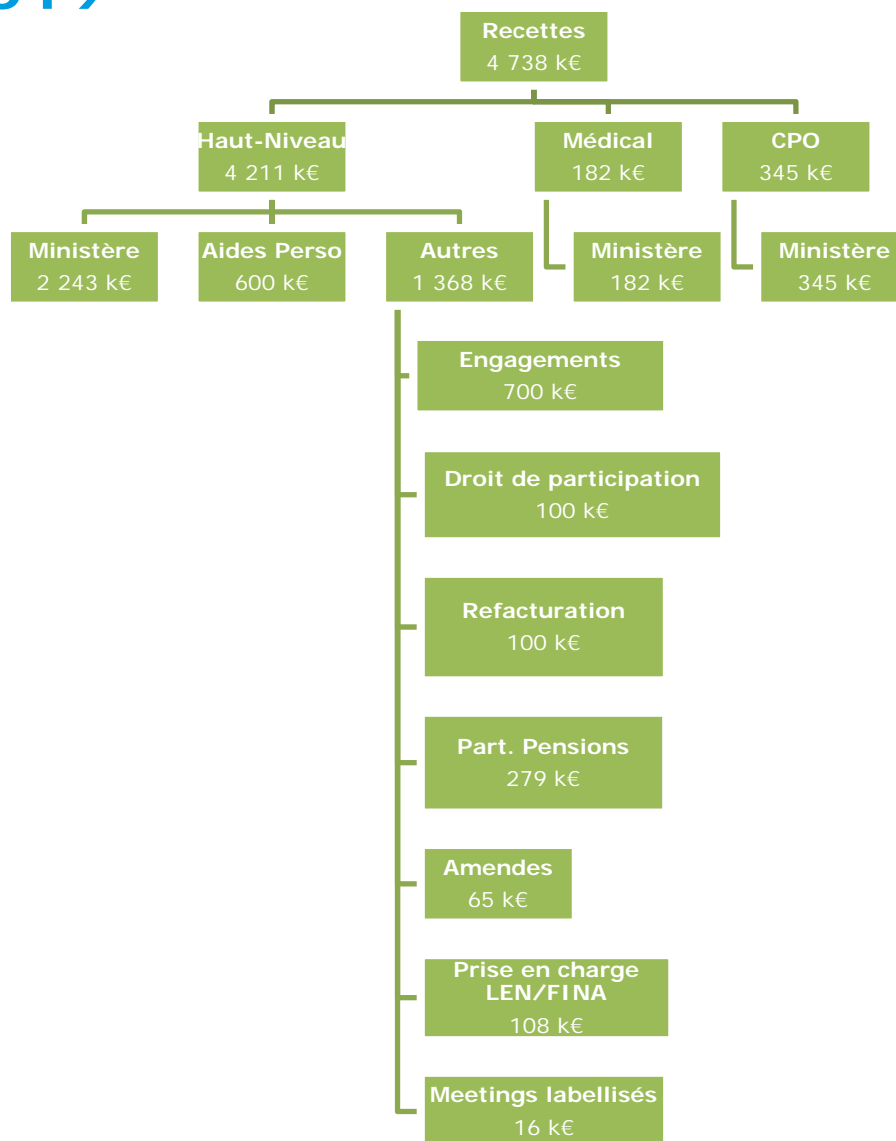 Recettes
4 738 k€
Haut-Niveau
4 211 k€
Médical
182 k€
CPO
345 k€
Ministère
2 243 k€
Aides Perso
600 k€
Autres
1 368 k€
Ministère
182 k€
Ministère
345 k€
Engagements
700 k€
Droit de participation
100 k€
Refacturation
100 k€
Part. Pensions
279 k€
Amendes
65 k€
Prise en charge
LEN/FINA
108 k€
Meetings labellisés
16 k€